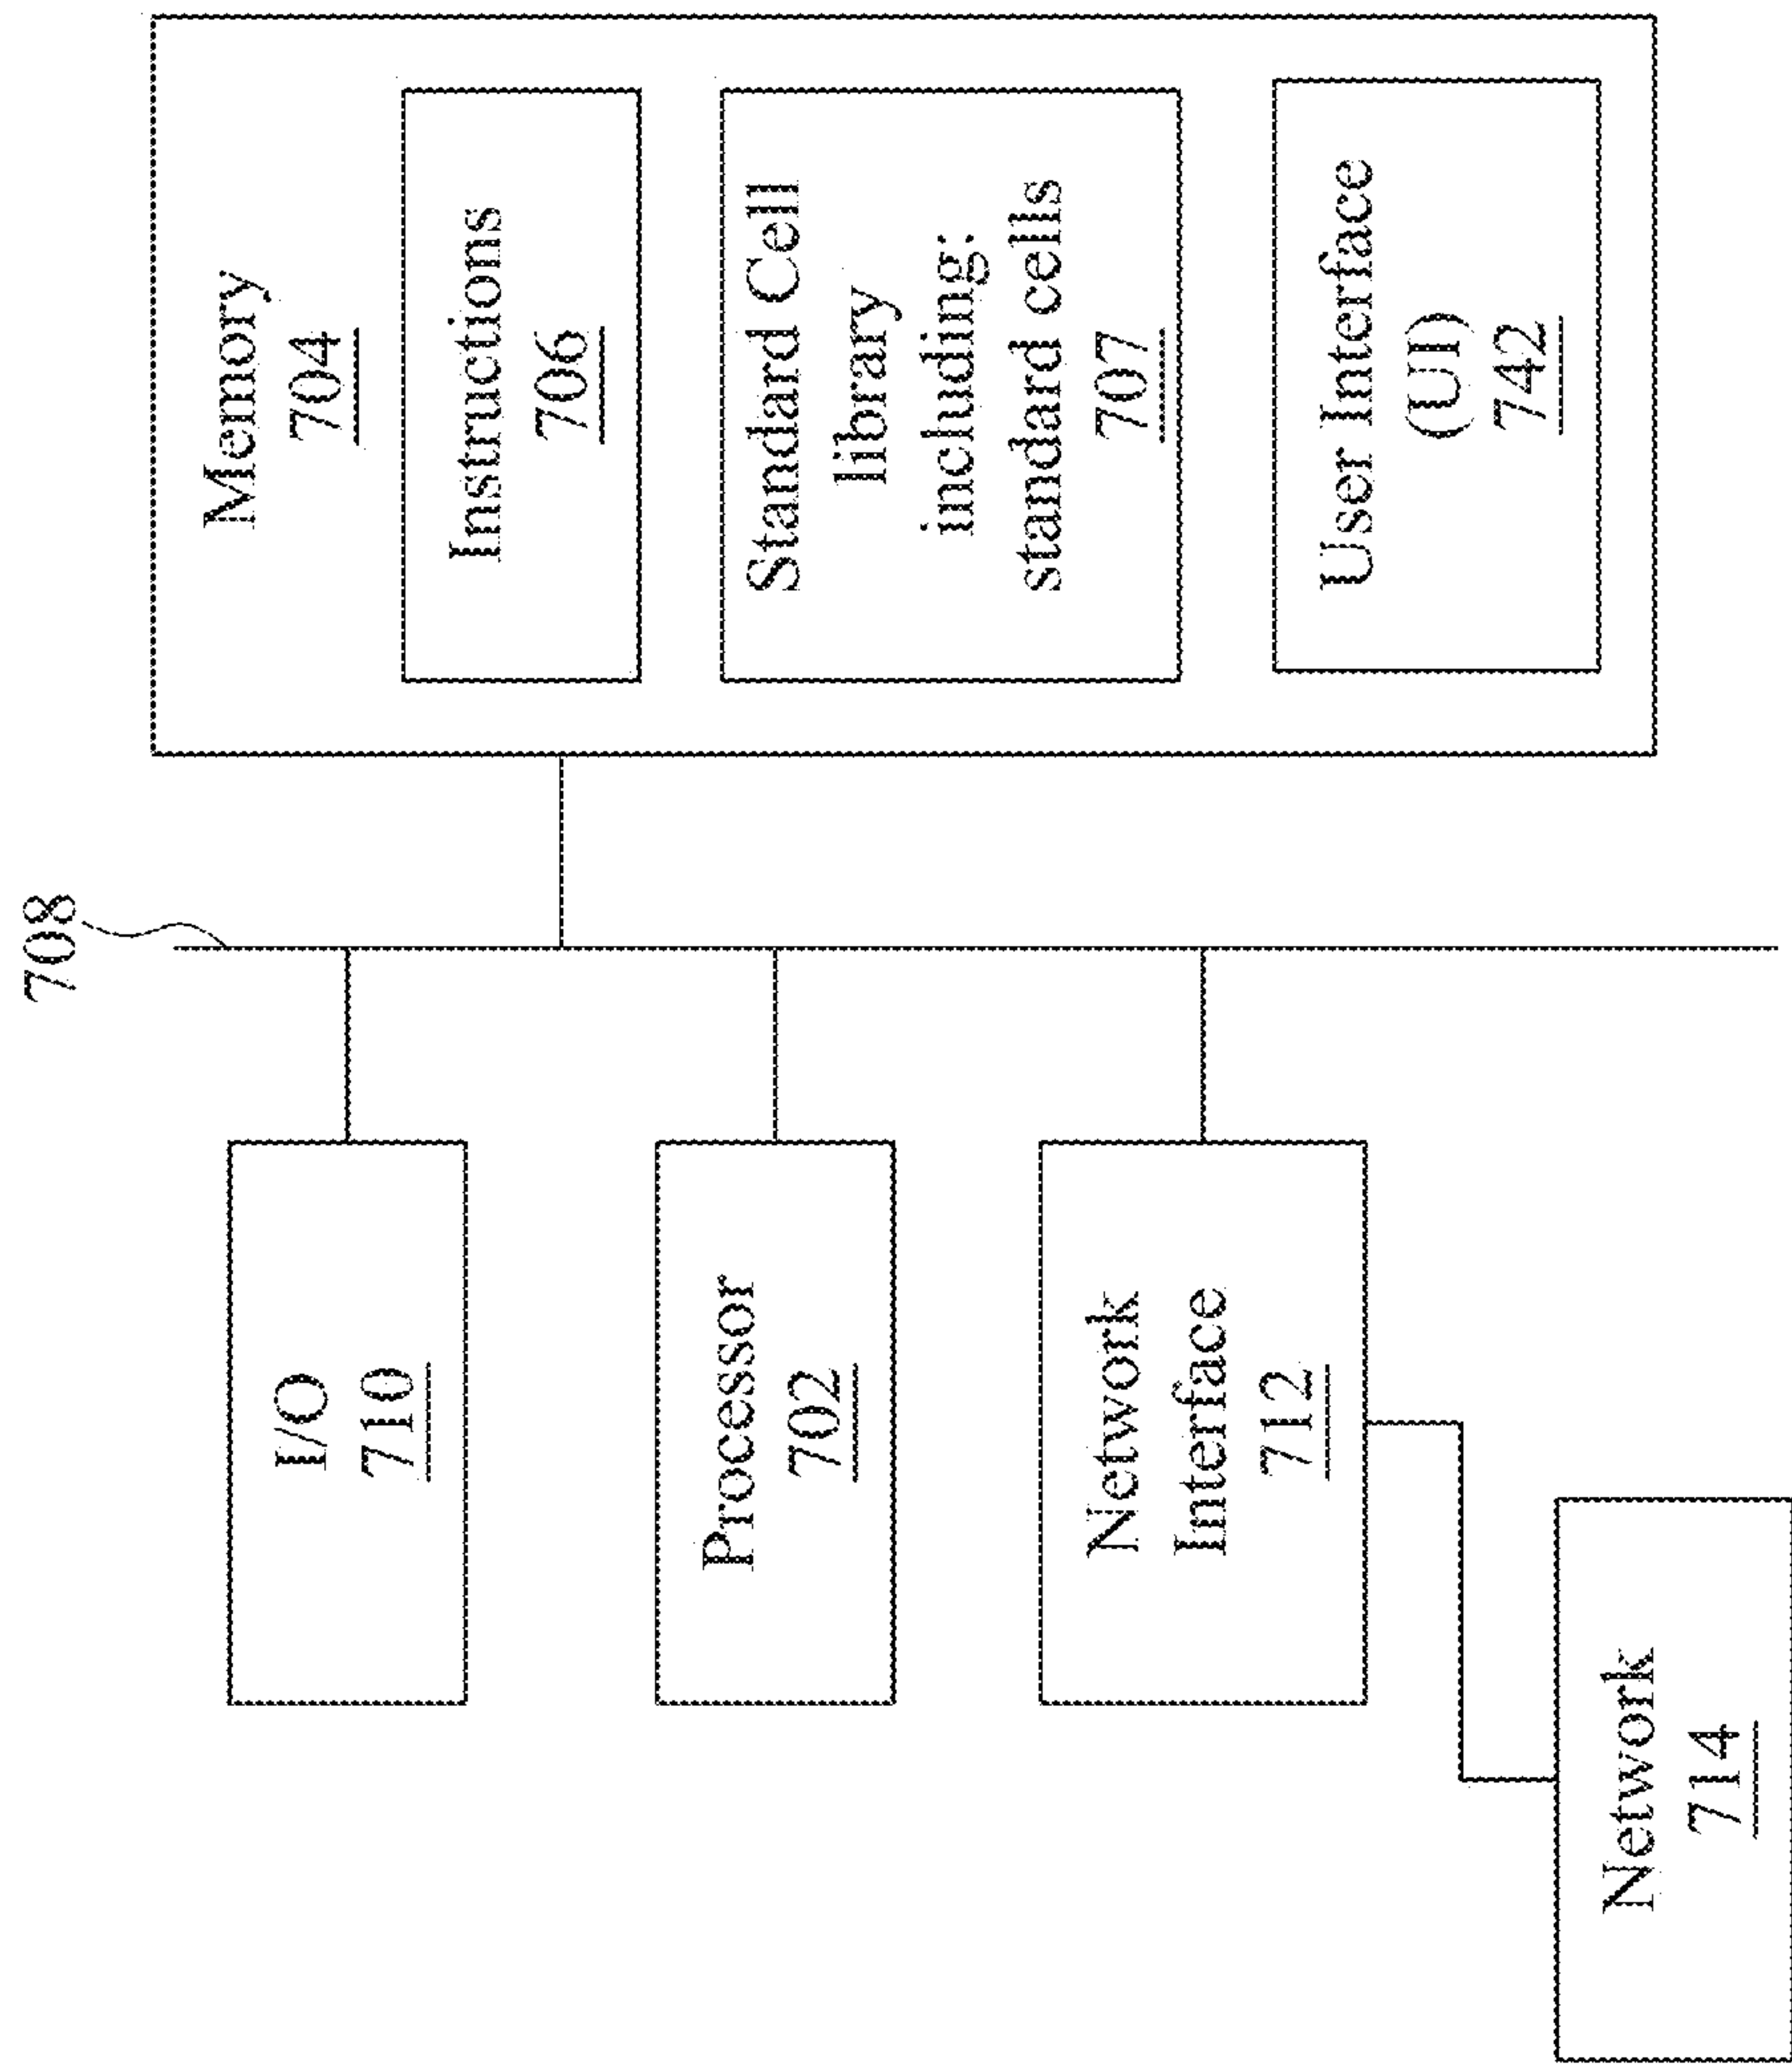 708
I/O
710
Processor
702
Network
Interface
712
Network
714
Memory
704
Instructions
706
Standard Cell
library
including:
standard cells
707
User Interface
(UI)
742